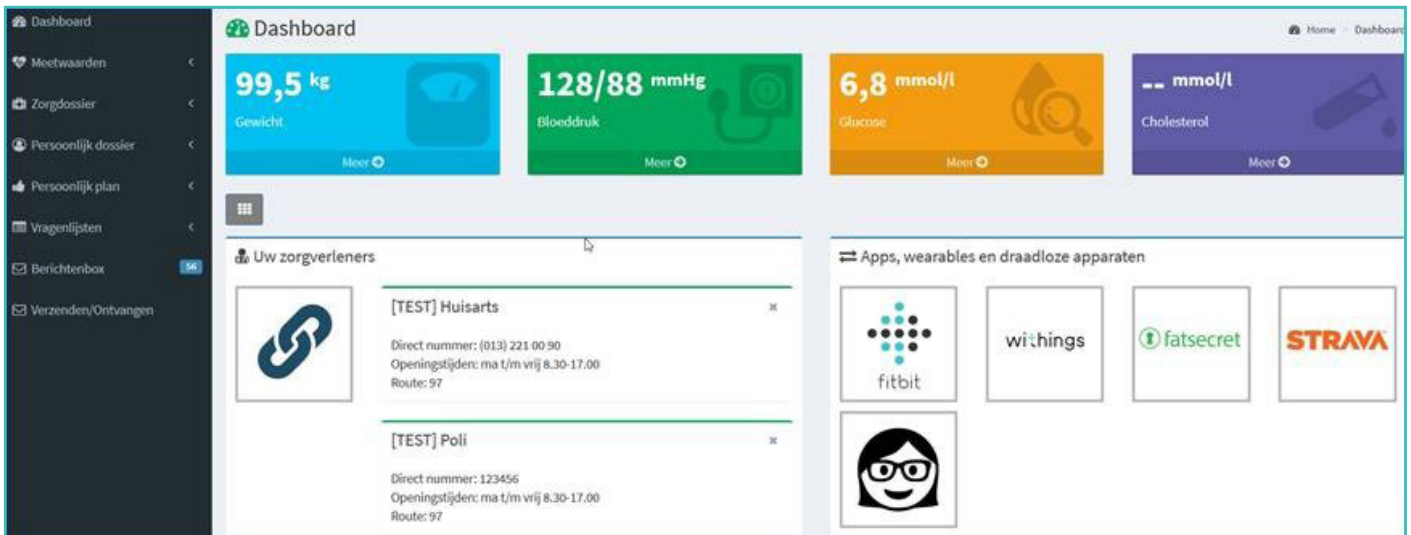 Dashboard
Meetwaarden
Zorgdossier
Persoonlijk dossier
Persoonlijk plan
Vragenlijsten
Berichtenbox 56
Verzenden/Ontvangen
Dashboard
Home Dashboard
99,5 kg
Gewicht
Meer
128/88 mmHg
Bloeddruk
Meer
6,8 mmol/l
Glucose
Meer
-- mmol/l
Cholesterol
Meer
Uw zorgverleners
[TEST] Huisarts
Direct nummer: (013) 221 00 90
Openingstijden: ma t/m vrij 8.30-17.00
Route: 97
[TEST] Poli
Direct nummer: 123456
Openingstijden: ma t/m vrij 8.30-17.00
Route: 97
Apps, wearables en draadloze apparaten
fitbit
withings
fatsecret
STRAVA